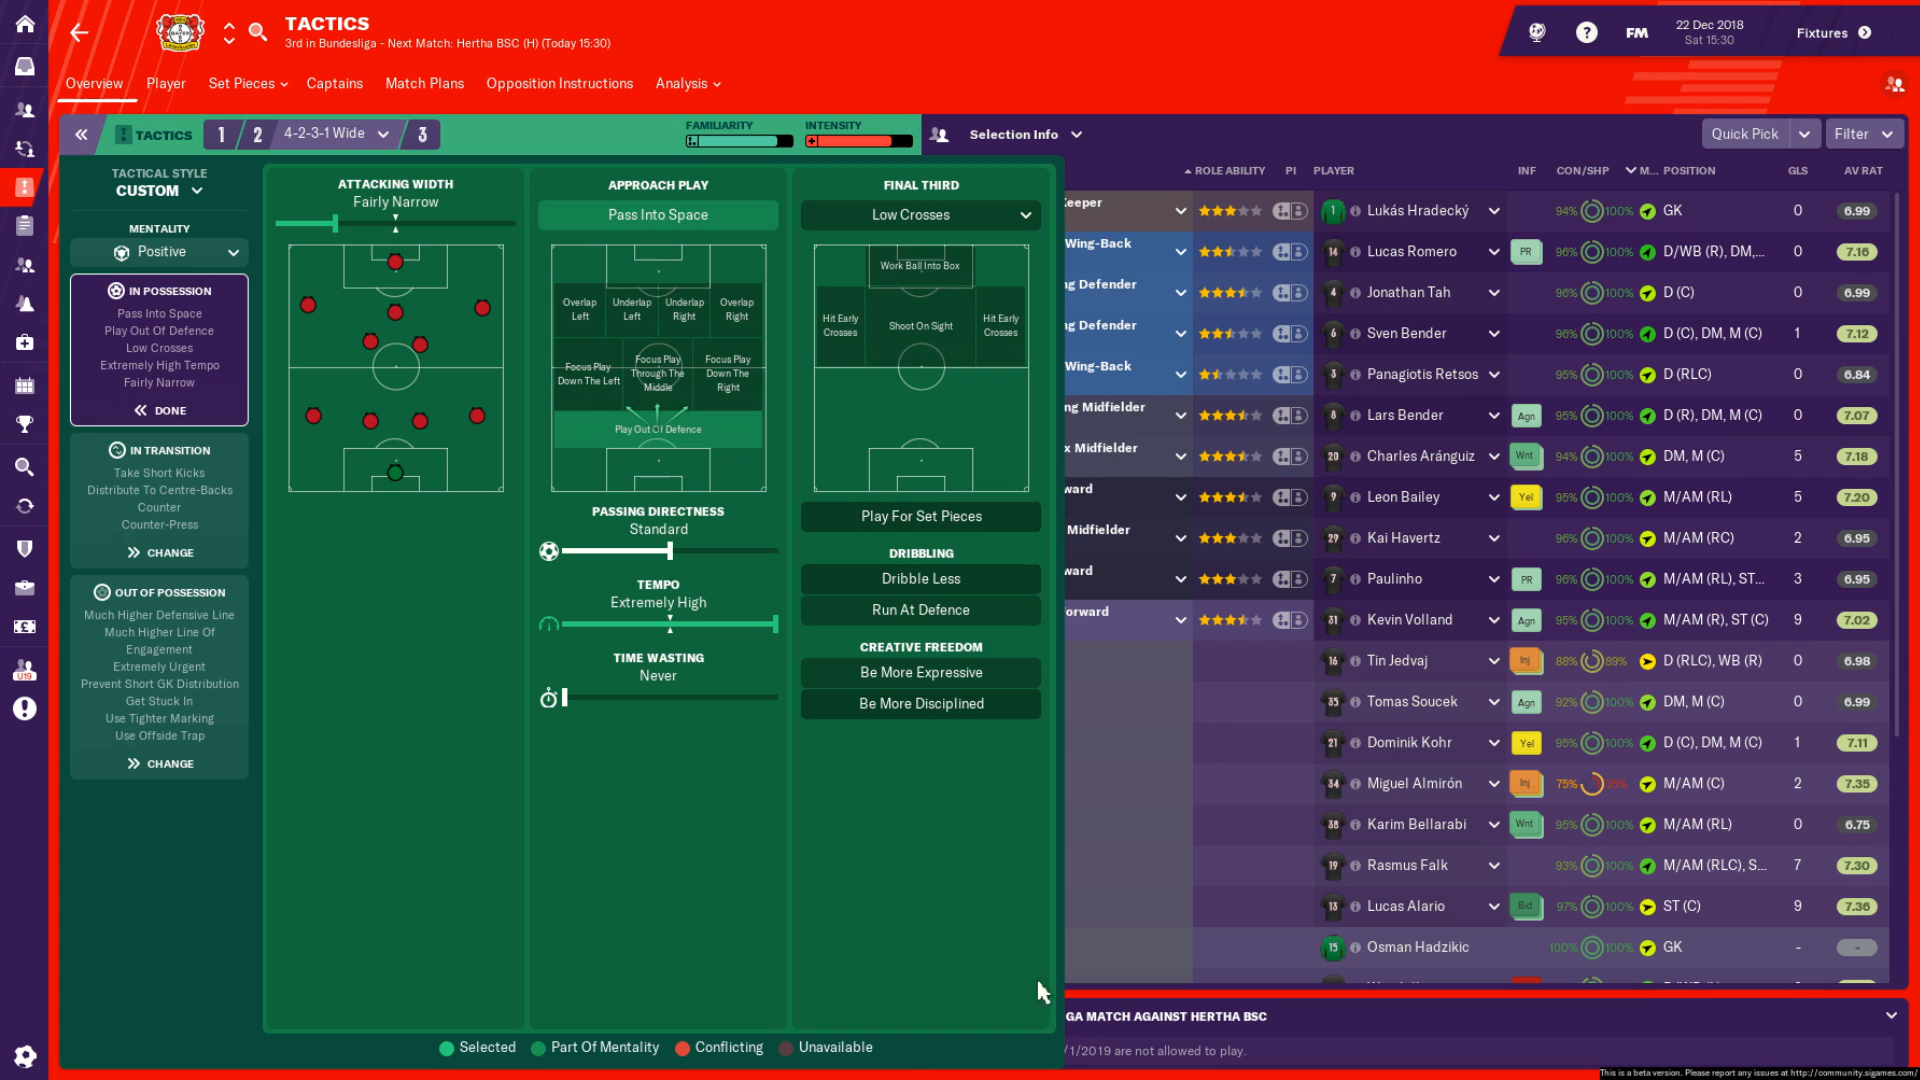 TACTICS
3rd in Bundesliga - Next Match: Hertha BSC (H) (Today 15:30)
FM
22 Dec 2018
Sat 15:30
Fixtures
Overview
Player
Set Pieces
Captains
Match Plans
Opposition Instructions
Analysis
TACTICS
1
2
4-2-3-1 Wide
3
FAMILIARITY
INTENSITY
Selection Info
Quick Pick
Filter
TACTICAL STYLE
CUSTOM
MENTALITY
Positive
IN POSSESSION
Pass Into Space
Play Out Of Defence
Low Crosses
Extremely High Tempo
Fairly Narrow
DONE
IN TRANSITION
Take Short Kicks
Distribute To Centre-Backs
Counter
Counter-Press
CHANGE
OUT OF POSSESSION
Much Higher Defensive Line
Much Higher Line Of
Engagement
Extremely Urgent
Prevent Short GK Distribution
Get Stuck In
Use Tighter Marking
Use Offside Trap
CHANGE
U19
ATTACKING WIDTH
Fairly Narrow
APPROACH PLAY
Pass Into Space
Overlap Left
Underlap Left
Underlap Right
Overlap Right
Focus Play Down The Left
Focus Play Through The Middle
Focus Play Down The Right
Play Out Of Defence
PASSING DIRECTNESS
Standard
TEMPO
Extremely High
TIME WASTING
Never
FINAL THIRD
Low Crosses
Work Ball Into Box
Hit Early Crosses
Shoot On Sight
Hit Early Crosses
Play For Set Pieces
DRIBBLING
Dribble Less
Run At Defence
CREATIVE FREEDOM
Be More Expressive
Be More Disciplined
Selected
Part Of Mentality
Conflicting
Unavailable
ROLE ABILITY PI PLAYER INF CON/SHP M... POSITION GLS AV RAT
eeper 1 Lukás Hradecký 94% 100% GK 0 6.99
Wing-Back 14 Lucas Romero PR 96% 100% D/WB (R), DM,... 0 7.16
ng Defender 4 Jonathan Tah 96% 100% D (C) 0 6.99
ng Defender 6 Sven Bender 96% 100% D (C), DM, M (C) 1 7.12
Wing-Back 3 Panagiotis Retsos 95% 100% D (RLC) 0 6.84
ng Midfielder 8 Lars Bender Agn 95% 100% D (R), DM, M (C) 0 7.07
x Midfielder 20 Charles Aránguiz Wnt 94% 100% DM, M (C) 5 7.18
ward 9 Leon Bailey Yel 95% 100% M/AM (RL) 5 7.20
Midfielder 29 Kai Havertz 96% 100% M/AM (RC) 2 6.95
ward 7 Paulinho PR 96% 100% M/AM (RL), ST... 3 6.95
orward 31 Kevin Volland Agn 95% 100% M/AM (R), ST (C) 9 7.02
16 Tin Jedvaj Inj 88% 89% D (RLC), WB (R) 0 6.98
35 Tomas Soucek Agn 92% 100% DM, M (C) 0 6.99
21 Dominik Kohr Yel 95% 100% D (C), DM, M (C) 1 7.11
34 Miguel Almirón Inj 75% M/AM (C) 2 7.35
38 Karim Bellarabi Wnt 95% 100% M/AM (RL) 0 6.75
19 Rasmus Falk 93% 100% M/AM (RLC), S... 7 7.30
13 Lucas Alario Bid 97% 100% ST (C) 9 7.36
15 Osman Hadzikic 100% 100% GK - -
GA MATCH AGAINST HERTHA BSC
/1/2019 are not allowed to play.
This is a beta version. Please report any issues at http://community.sigames.com/